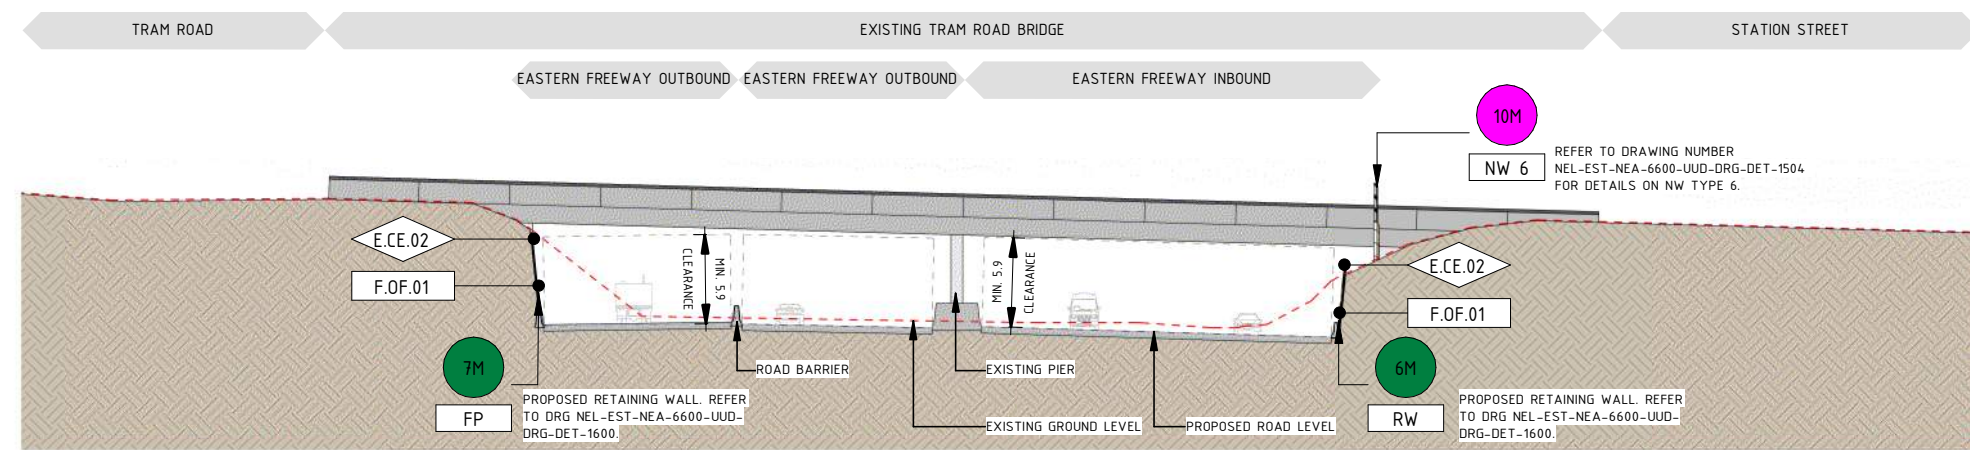 TRAM ROAD
EXISTING TRAM ROAD BRIDGE
STATION STREET
EASTERN FREEWAY OUTBOUND
EASTERN FREEWAY OUTBOUND
EASTERN FREEWAY INBOUND
10M
NW 6
REFER TO DRAWING NUMBER
NEL-EST-NEA-6600-UUD-DRG-DET-1504
FOR DETAILS ON NW TYPE 6.
E.CE.02
F.OF.01
MIN. 5.9
CLEARANCE
MIN. 5.9
CLEARANCE
E.CE.02
F.OF.01
7M
FP
PROPOSED RETAINING WALL. REFER
TO DRG NEL-EST-NEA-6600-UUD-
DRG-DET-1600.
ROAD BARRIER
EXISTING PIER
EXISTING GROUND LEVEL
PROPOSED ROAD LEVEL
6M
RW
PROPOSED RETAINING WALL. REFER
TO DRG NEL-EST-NEA-6600-UUD-
DRG-DET-1600.